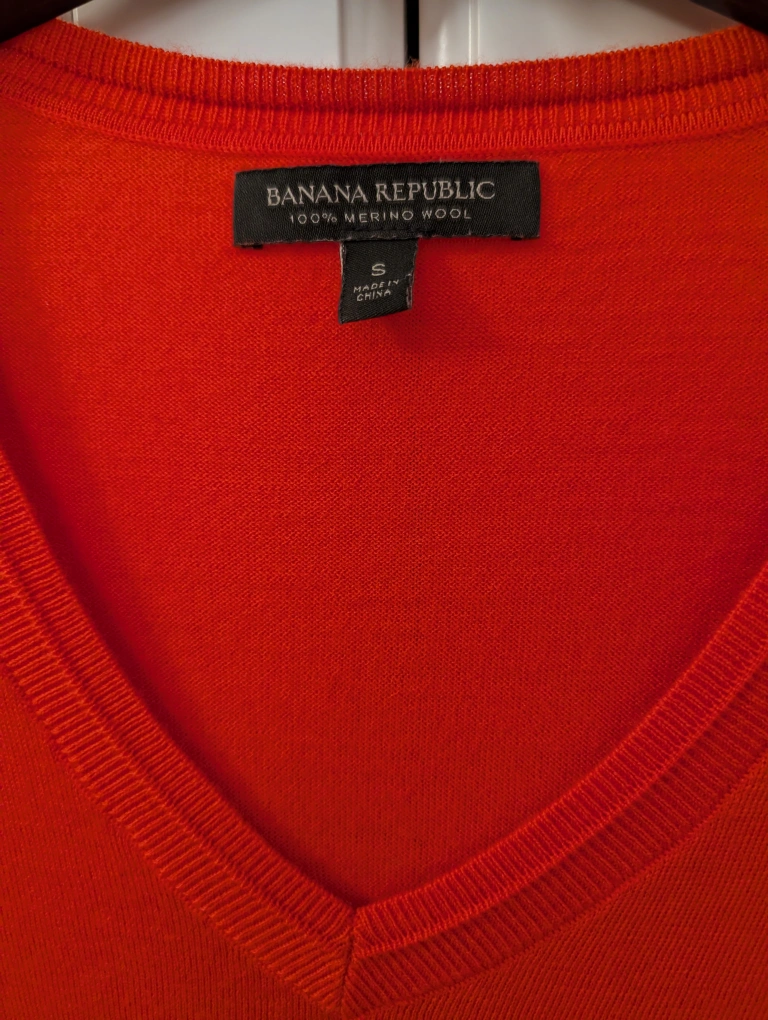 BANANA REPUBLIC
100% MERINO WOOL
S
MADE IN
CHINA